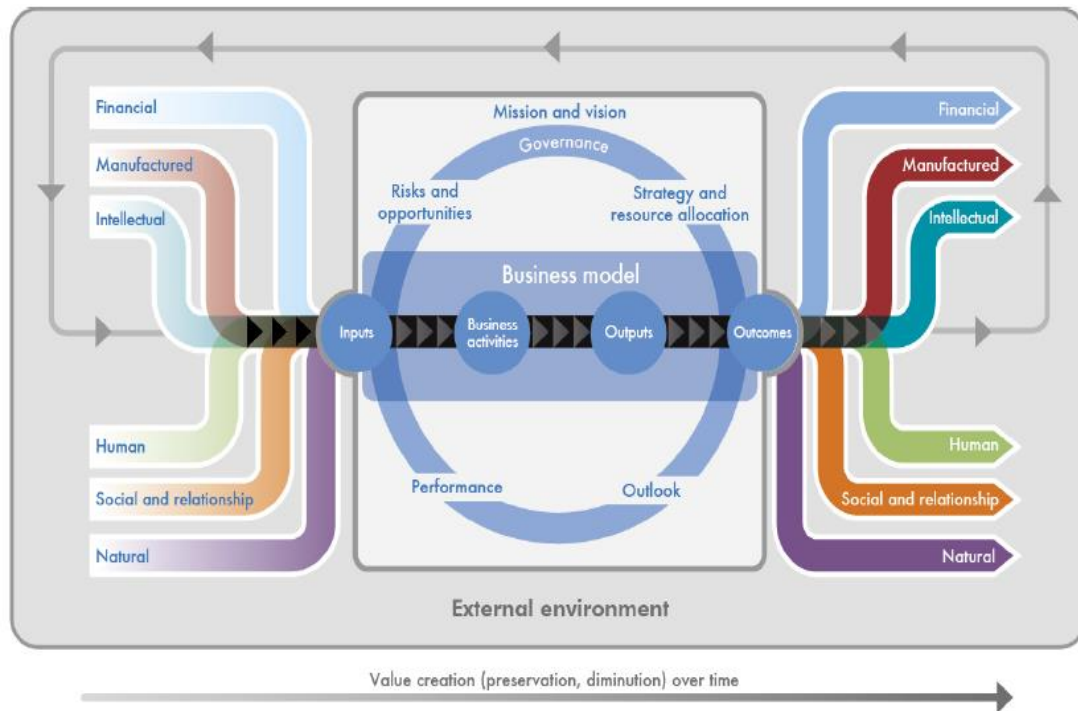 Financial
Manufactured
Intellectual
Human
Social and relationship
Natural
Mission and vision
Governance
Risks and
opportunities
Strategy and
resource allocation
Business model
Inputs
Business
activities
Outputs
Outcomes
Performance
Outlook
Financial
Manufactured
Intellectual
Human
Social and relationship
Natural
External environment
Value creation (preservation, diminution) over time